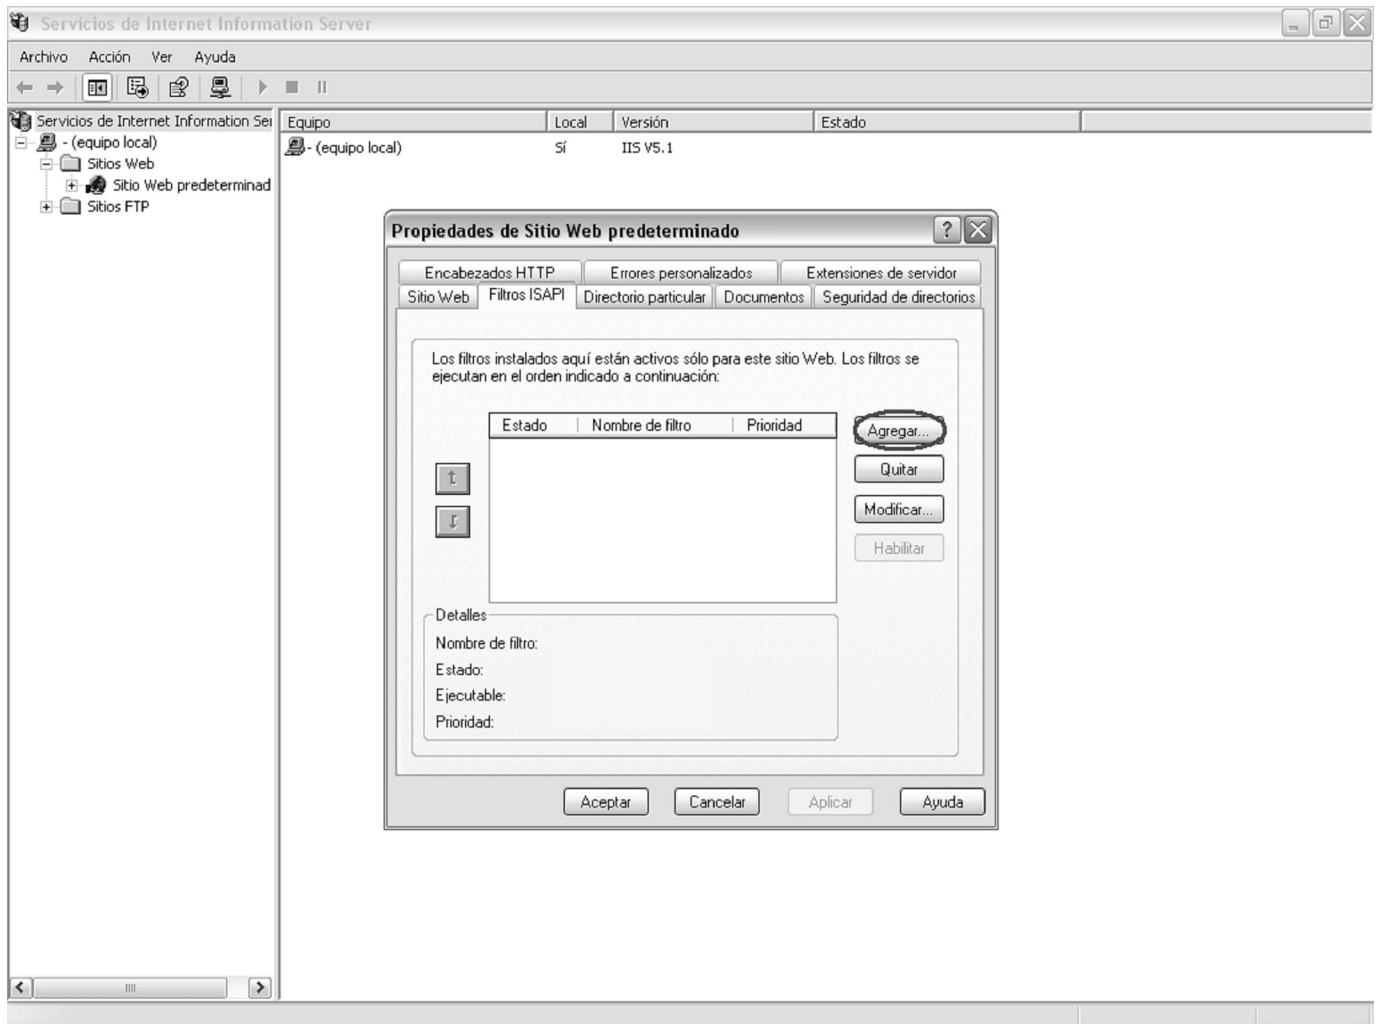 Servicios de Internet Information Server
Archivo Acción Ver Ayuda
Servicios de Internet Information Ser
- (equipo local)
Sitios Web
Sitio Web predeterminad
Sitios FTP
Equipo Local Versión Estado
- (equipo local) Sí IIS V5.1
Propiedades de Sitio Web predeterminado
Encabezados HTTP Errores personalizados Extensiones de servidor
Sitio Web Filtros ISAPI Directorio particular Documentos Seguridad de directorios
Los filtros instalados aquí están activos sólo para este sitio Web. Los filtros se
ejecutan en el orden indicado a continuación:
Estado Nombre de filtro Prioridad
Agregar...
Quitar
Modificar...
Habilitar
Detalles
Nombre de filtro:
Estado:
Ejecutable:
Prioridad:
Aceptar Cancelar Aplicar Ayuda